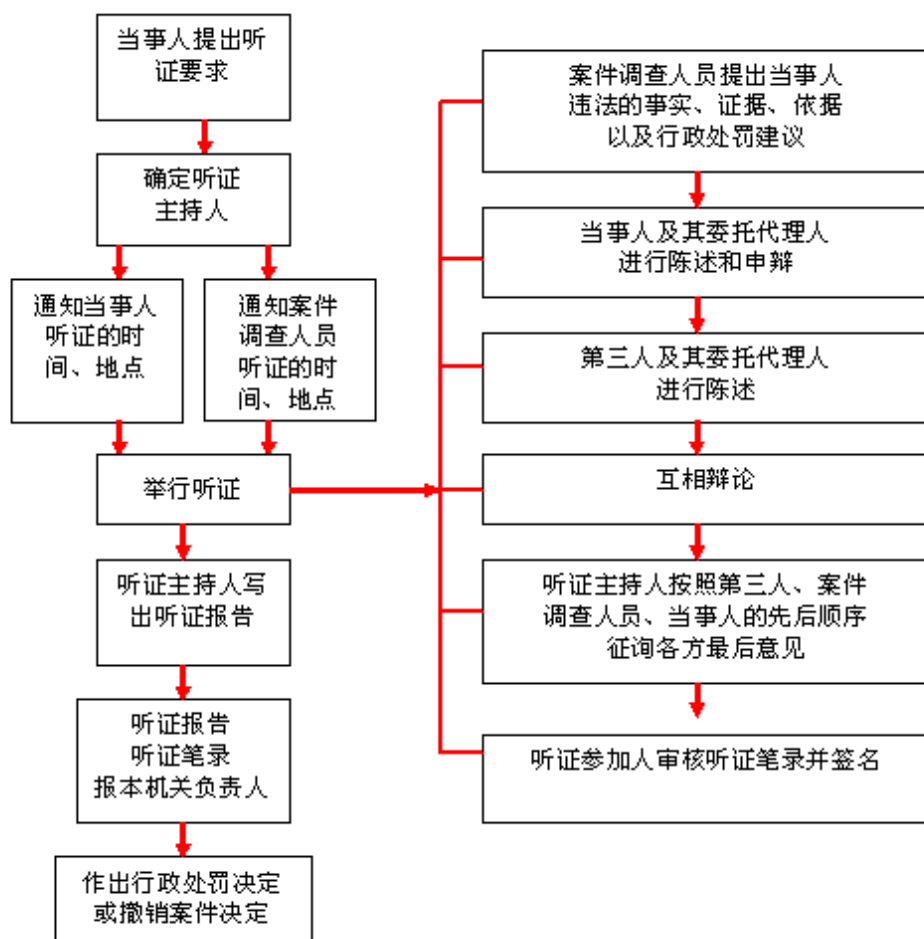 当事人提出听
证要求
确定听证
主持人
通知当事人
听证的时
间、地点
通知案件
调查人员
听证的时
间、地点
举行听证
听证主持人写
出听证报告
听证报告
听证笔录
报本机关负责人
作出行政处罚决定
或撤销案件决定
案件调查人员提出当事人
违法的事实、证据、依据
以及行政处罚建议
当事人及其委托代理人
进行陈述和申辩
第三人及其委托代理人
进行陈述
互相辩论
听证主持人按照第三人、案件
调查人员、当事人的先后顺序
征询各方最后意见
听证参加人审核听证笔录并签名